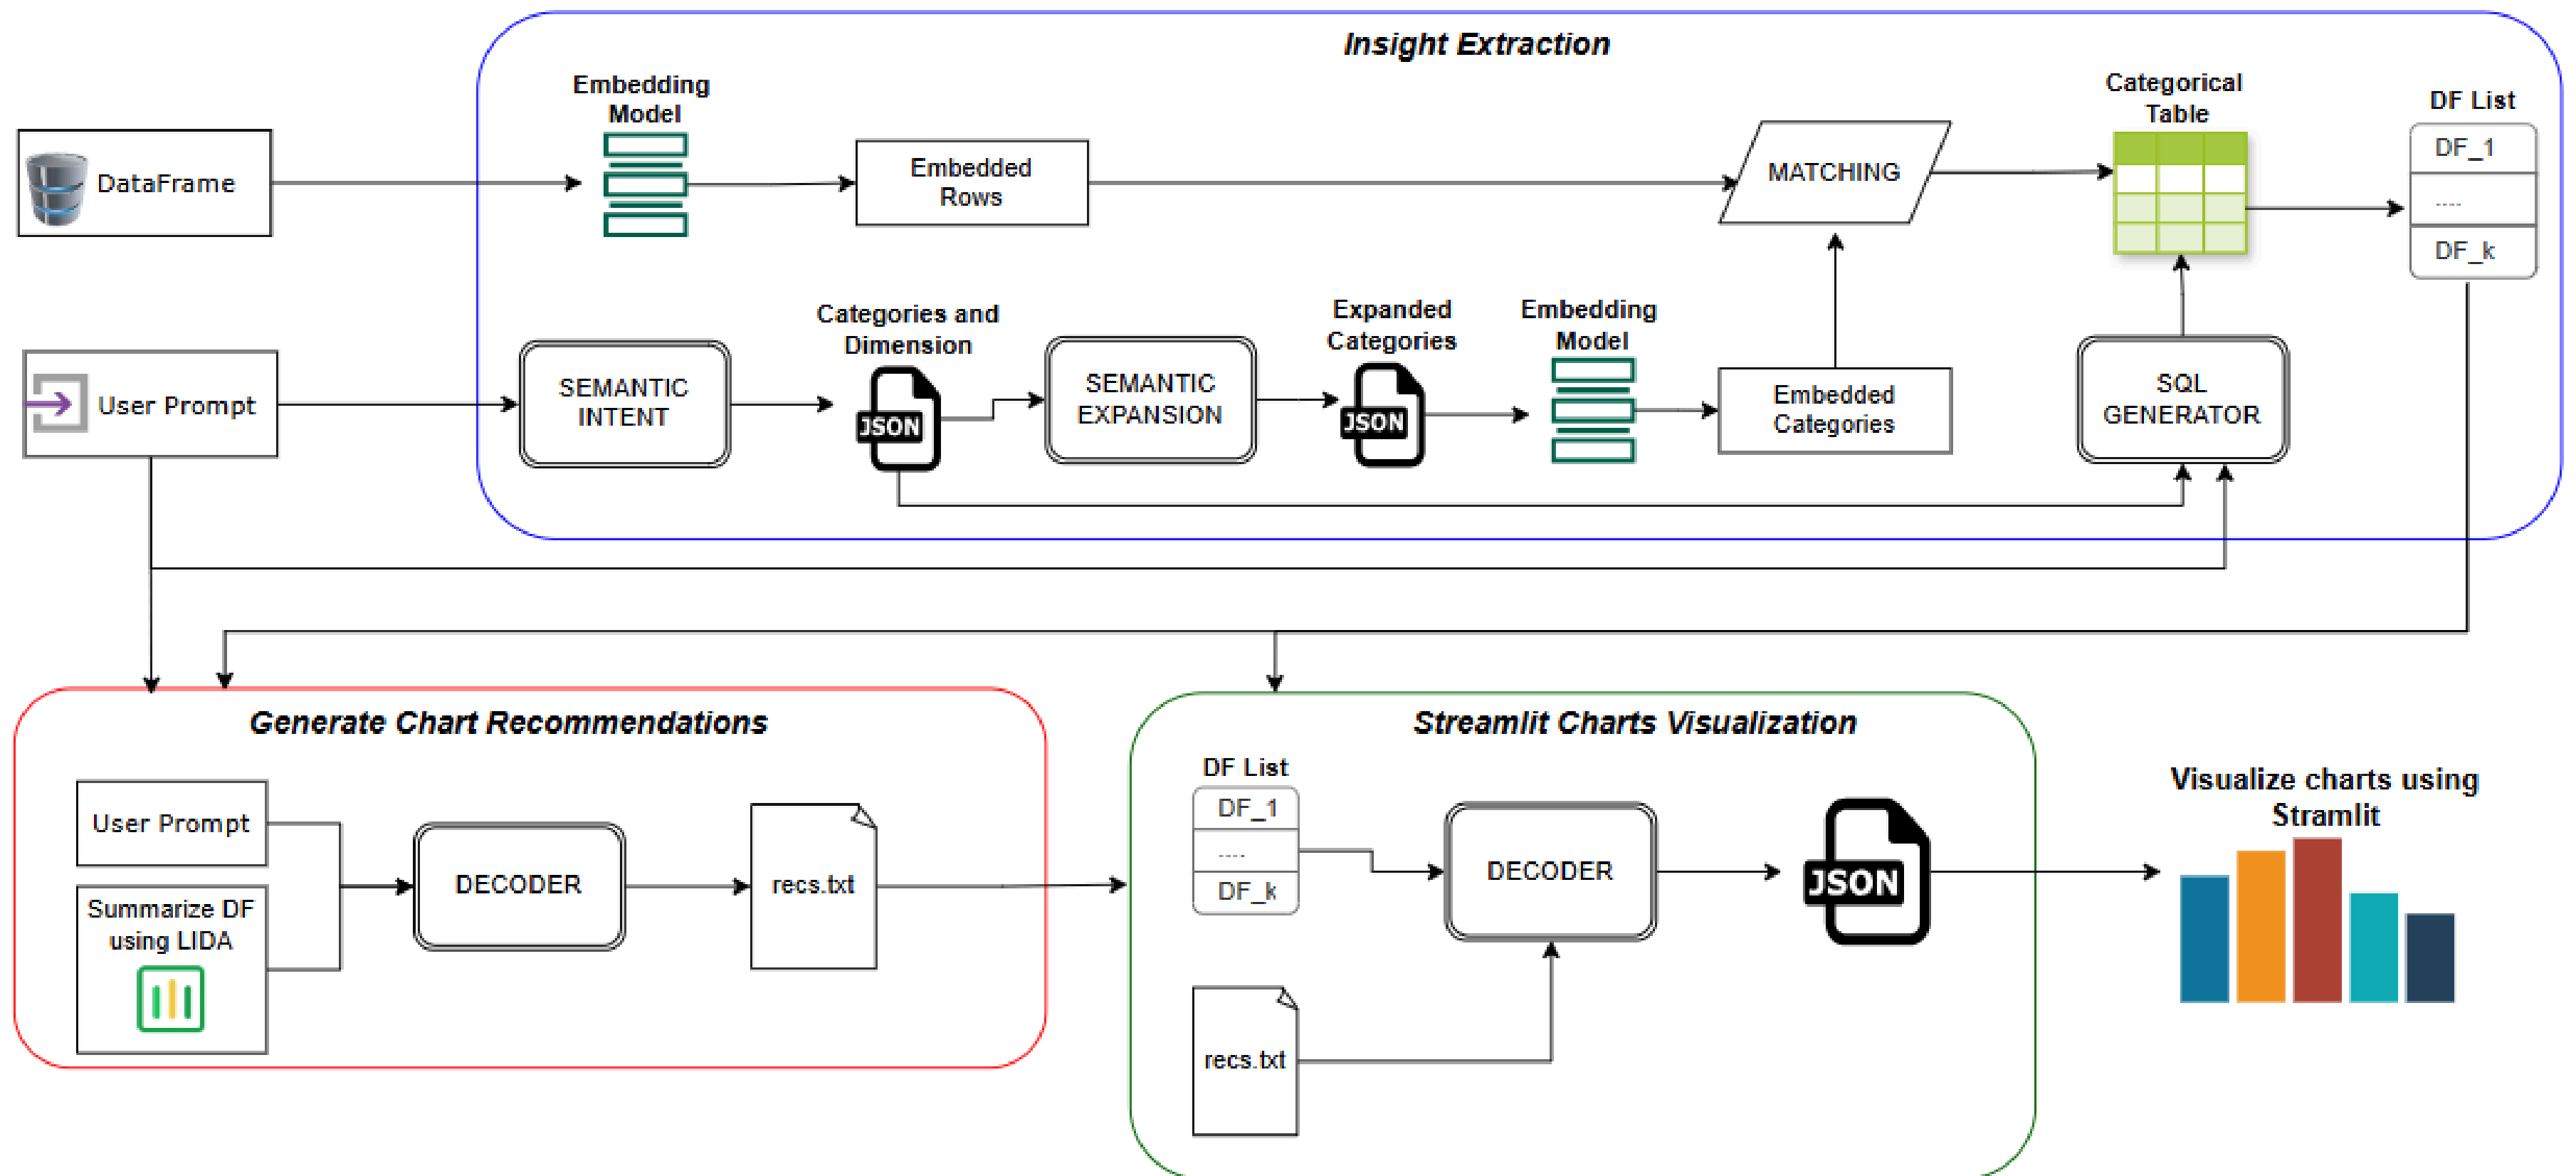 Insight Extraction
Embedding
Model
Categorical
Table
DF List
DataFrame
Embedded
Rows
MATCHING
DF_1
....
DF_k
Categories and
Dimension
Expanded
Categories
Embedding
Model
User Prompt
SEMANTIC
INTENT
JSON
SEMANTIC
EXPANSION
JSON
Embedded
Categories
SQL
GENERATOR
Generate Chart Recommendations
User Prompt
Summarize DF
using LIDA
DECODER
recs.txt
Streamlit Charts Visualization
DF List
DF_1
....
DF_k
DECODER
JSON
recs.txt
Visualize charts using
Stramlit